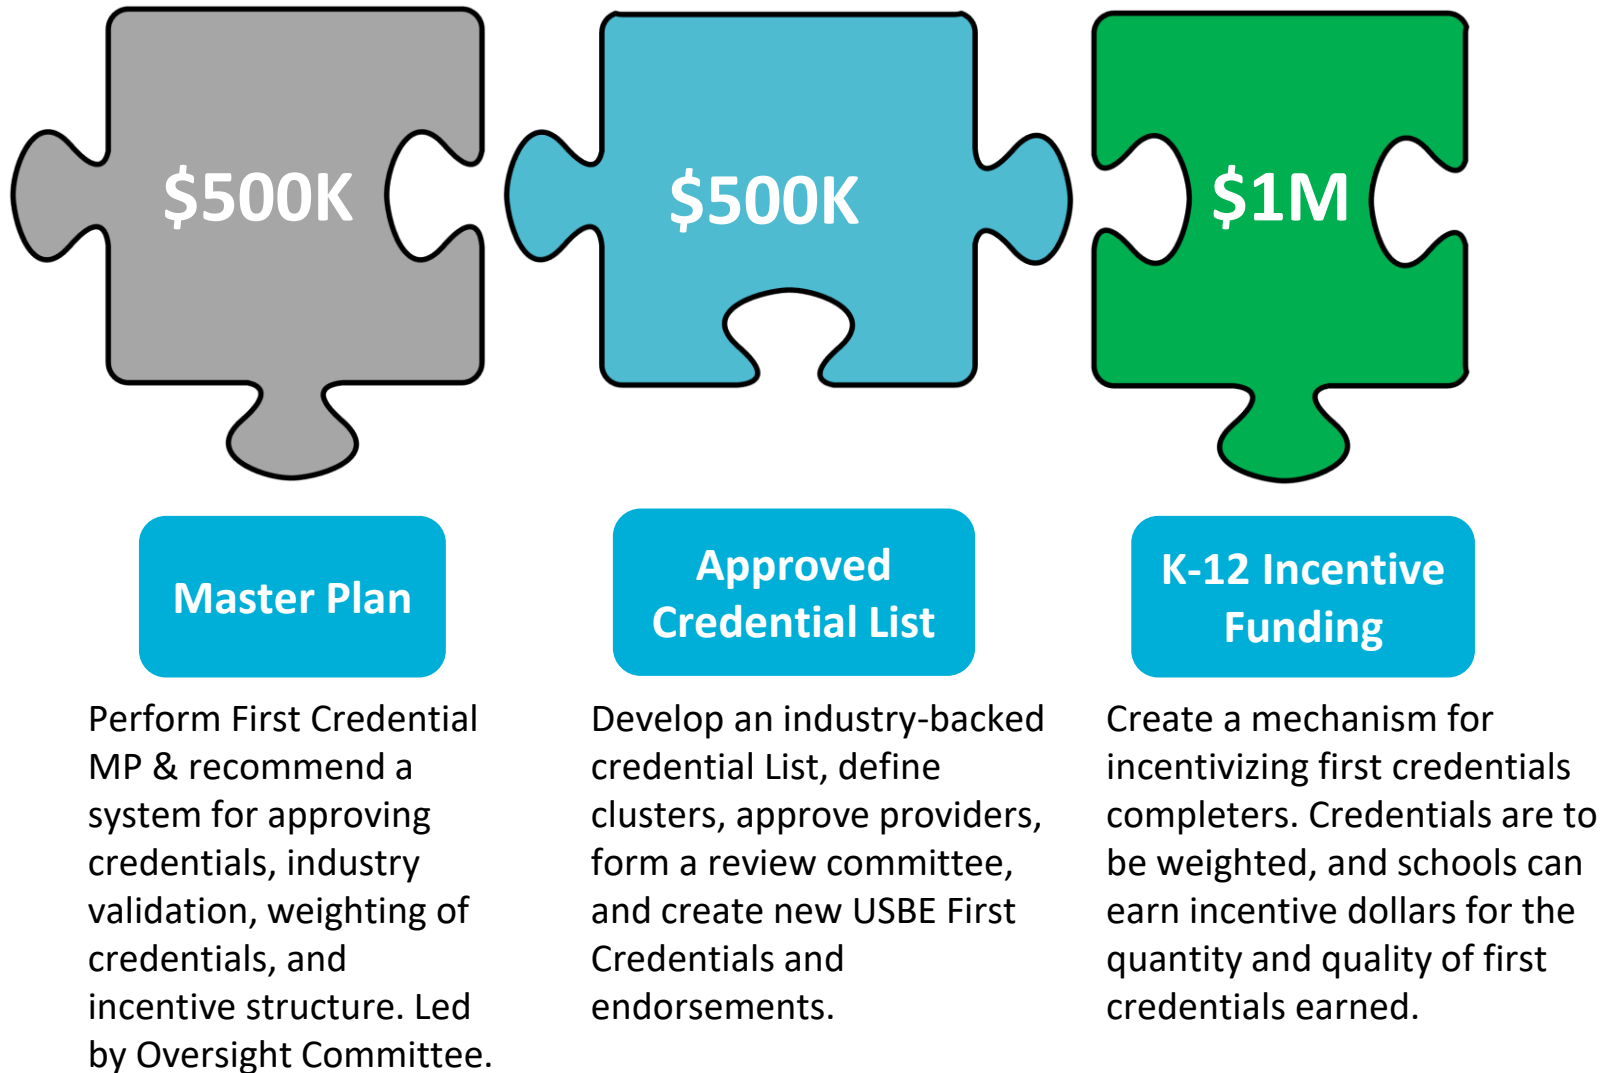 $500K
$500K
$1M
Master Plan
Approved
Credential List
K-12 Incentive
Funding
Perform First Credential
MP & recommend a
system for approving
credentials, industry
validation, weighting of
credentials, and
incentive structure. Led
by Oversight Committee.
Develop an industry-backed
credential List, define
clusters, approve providers,
form a review committee,
and create new USBE First
Credentials and
endorsements.
Create a mechanism for
incentivizing first credentials
completers. Credentials are to
be weighted, and schools can
earn incentive dollars for the
quantity and quality of first
credentials earned.